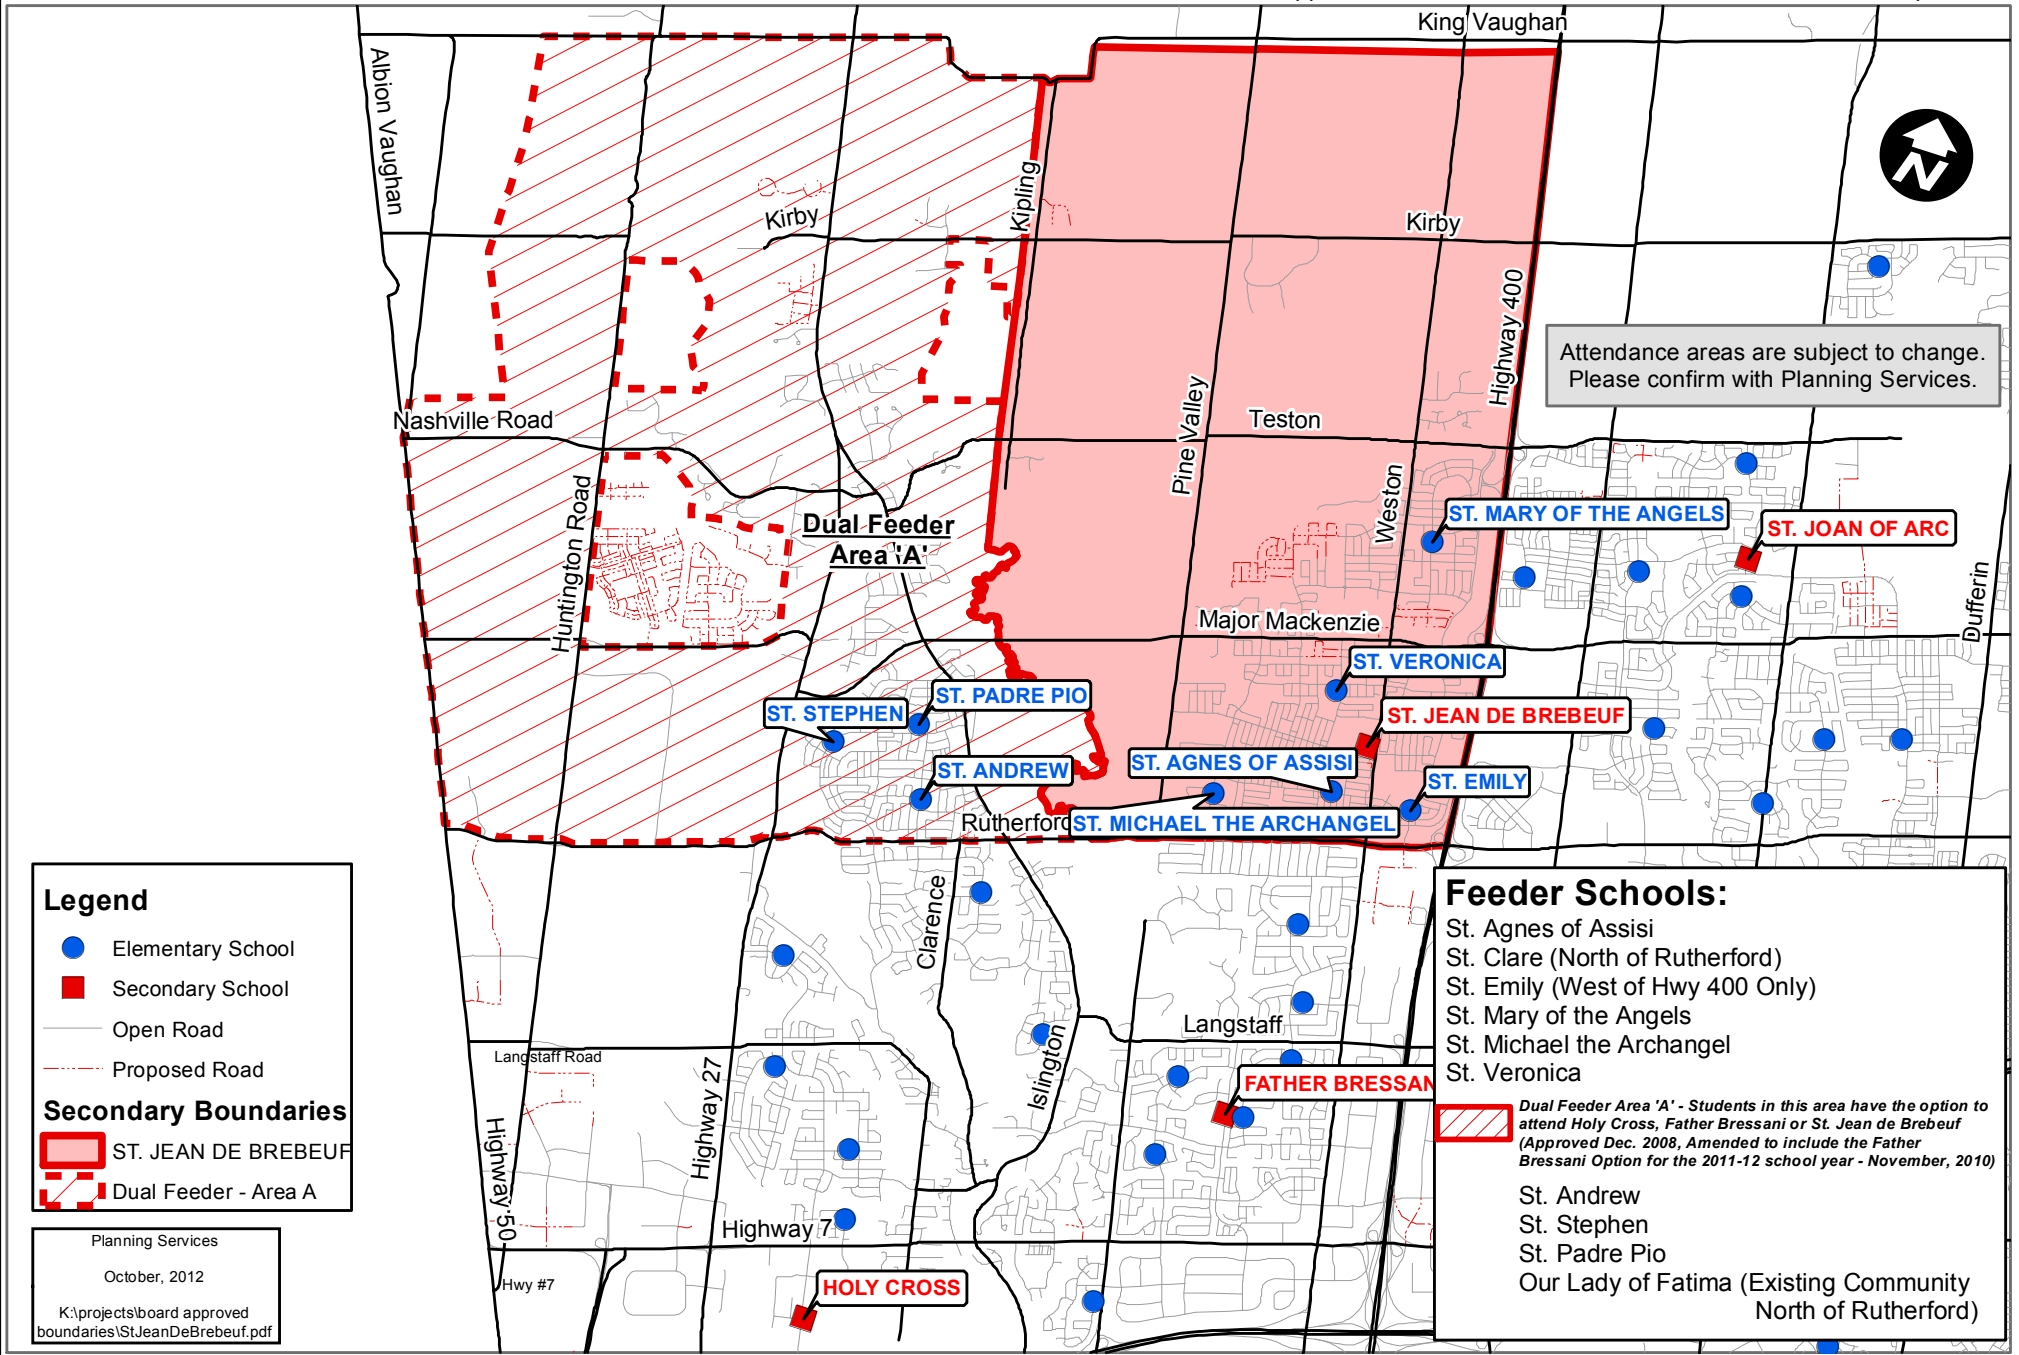 King Vaughan
Albion Vaughan
Kipling
Kirby
Kirby
N
Highway 400
Attendance areas are subject to change.
Please confirm with Planning Services.
Nashville Road
Pine Valley
Teston
Weston
Huntington Road
Dual Feeder
Area 'A'
ST. MARY OF THE ANGELS
ST. JOAN OF ARC
Dufferin
Major Mackenzie
ST. VERONICA
ST. PADRE PIO
ST. STEPHEN
ST. JEAN DE BREBEUF
ST. ANDREW
ST. AGNES OF ASSISI
ST. EMILY
Rutherford
ST. MICHAEL THE ARCHANGEL
Clarence
Langstaff
Langstaff Road
Islington
Highway 27
FATHER BRESSAN
Highway 50
Highway 7
Hwy #7
HOLY CROSS
Legend
Elementary School
Secondary School
Open Road
Proposed Road
Secondary Boundaries
ST. JEAN DE BREBEUF
Dual Feeder - Area A
Planning Services
October, 2012
K:\projects\board approved
boundaries\StJeanDeBrebeuf.pdf
Feeder Schools:
St. Agnes of Assisi
St. Clare (North of Rutherford)
St. Emily (West of Hwy 400 Only)
St. Mary of the Angels
St. Michael the Archangel
St. Veronica
Dual Feeder Area 'A' - Students in this area have the option to
attend Holy Cross, Father Bressani or St. Jean de Brebeuf
(Approved Dec. 2008, Amended to include the Father
Bressani Option for the 2011-12 school year - November, 2010)
St. Andrew
St. Stephen
St. Padre Pio
Our Lady of Fatima (Existing Community
North of Rutherford)